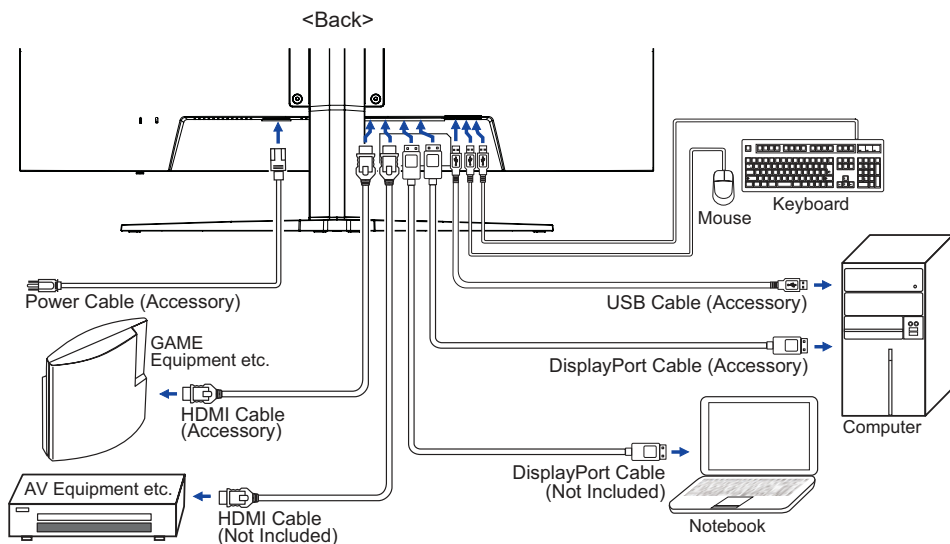 <Back>
Mouse
Keyboard
Power Cable (Accessory)
USB Cable (Accessory)
GAME
Equipment etc.
DisplayPort Cable (Accessory)
HDMI Cable
(Accessory)
Computer
DisplayPort Cable
(Not Included)
AV Equipment etc.
HDMI Cable
(Not Included)
Notebook